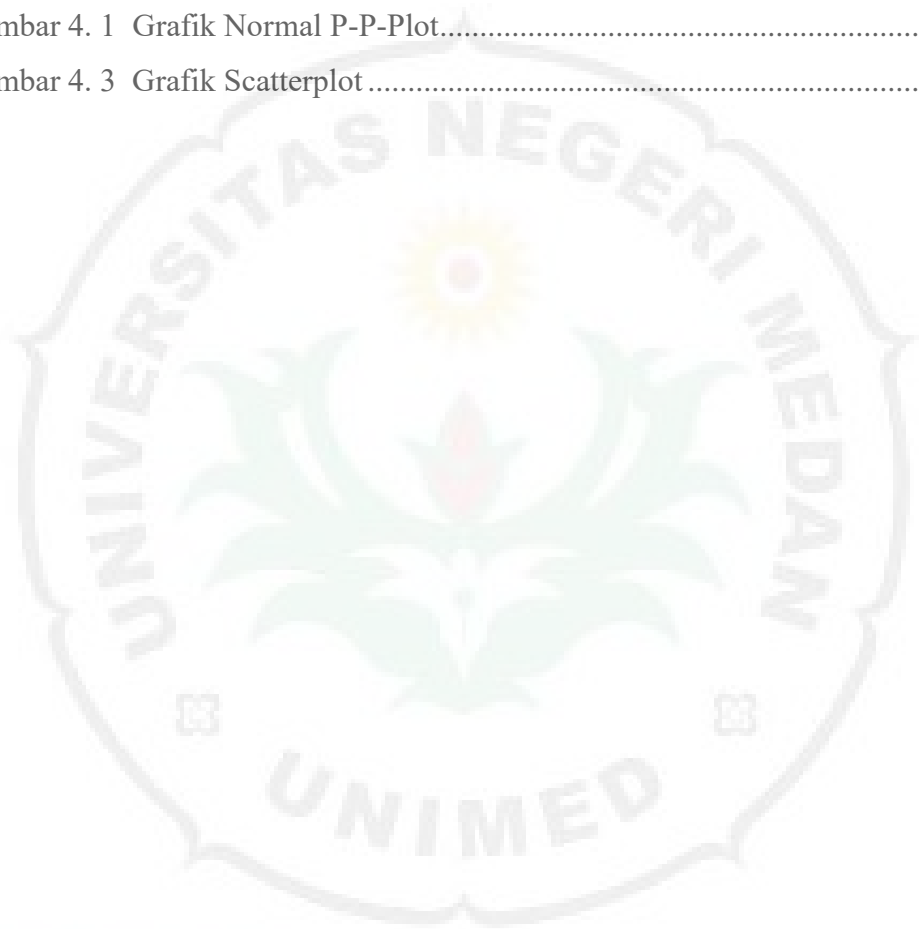 mbar 4. 1  Grafik Normal P-P-Plot............................................................
mbar 4. 3  Grafik Scatterplot......................................................................
UNIVERSITAS NEGERI MEDAN
UNIMED